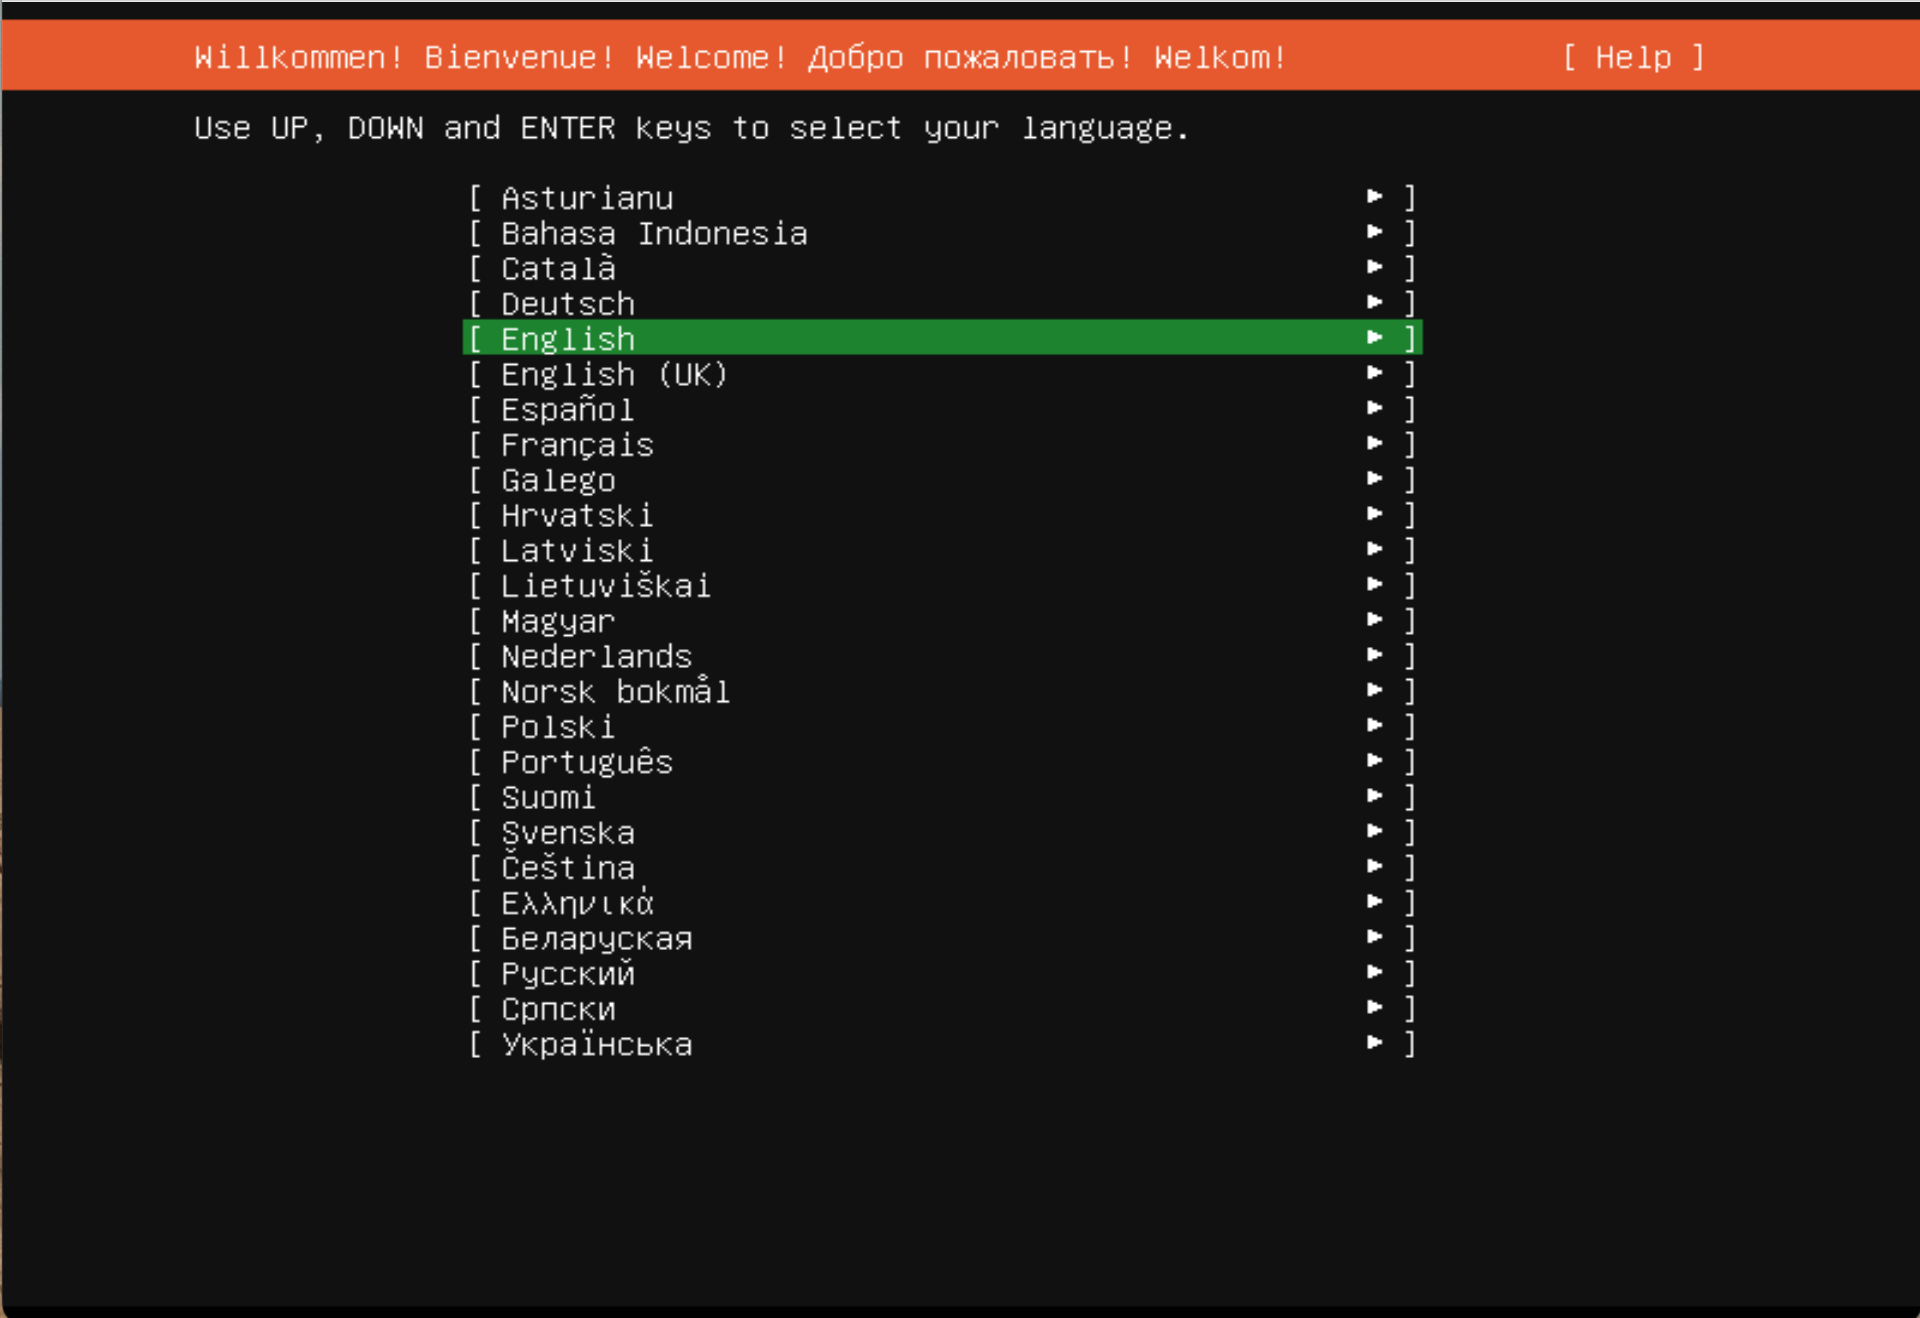 Willkommen! Bienvenue! Welcome! Добро пожаловать! Welkom! [ Help ]
Use UP, DOWN and ENTER keys to select your language.
[ Asturianu ► ]
[ Bahasa Indonesia ► ]
[ Català ► ]
[ Deutsch ► ]
[ English ► ]
[ English (UK) ► ]
[ Español ► ]
[ Français ► ]
[ Galego ► ]
[ Hrvatski ► ]
[ Latviski ► ]
[ Lietuviškai ► ]
[ Magyar ► ]
[ Nederlands ► ]
[ Norsk bokmål ► ]
[ Polski ► ]
[ Português ► ]
[ Suomi ► ]
[ Svenska ► ]
[ Čeština ► ]
[ Ελληνικά ► ]
[ Беларуская ► ]
[ Русский ► ]
[ Српски ► ]
[ Українська ► ]